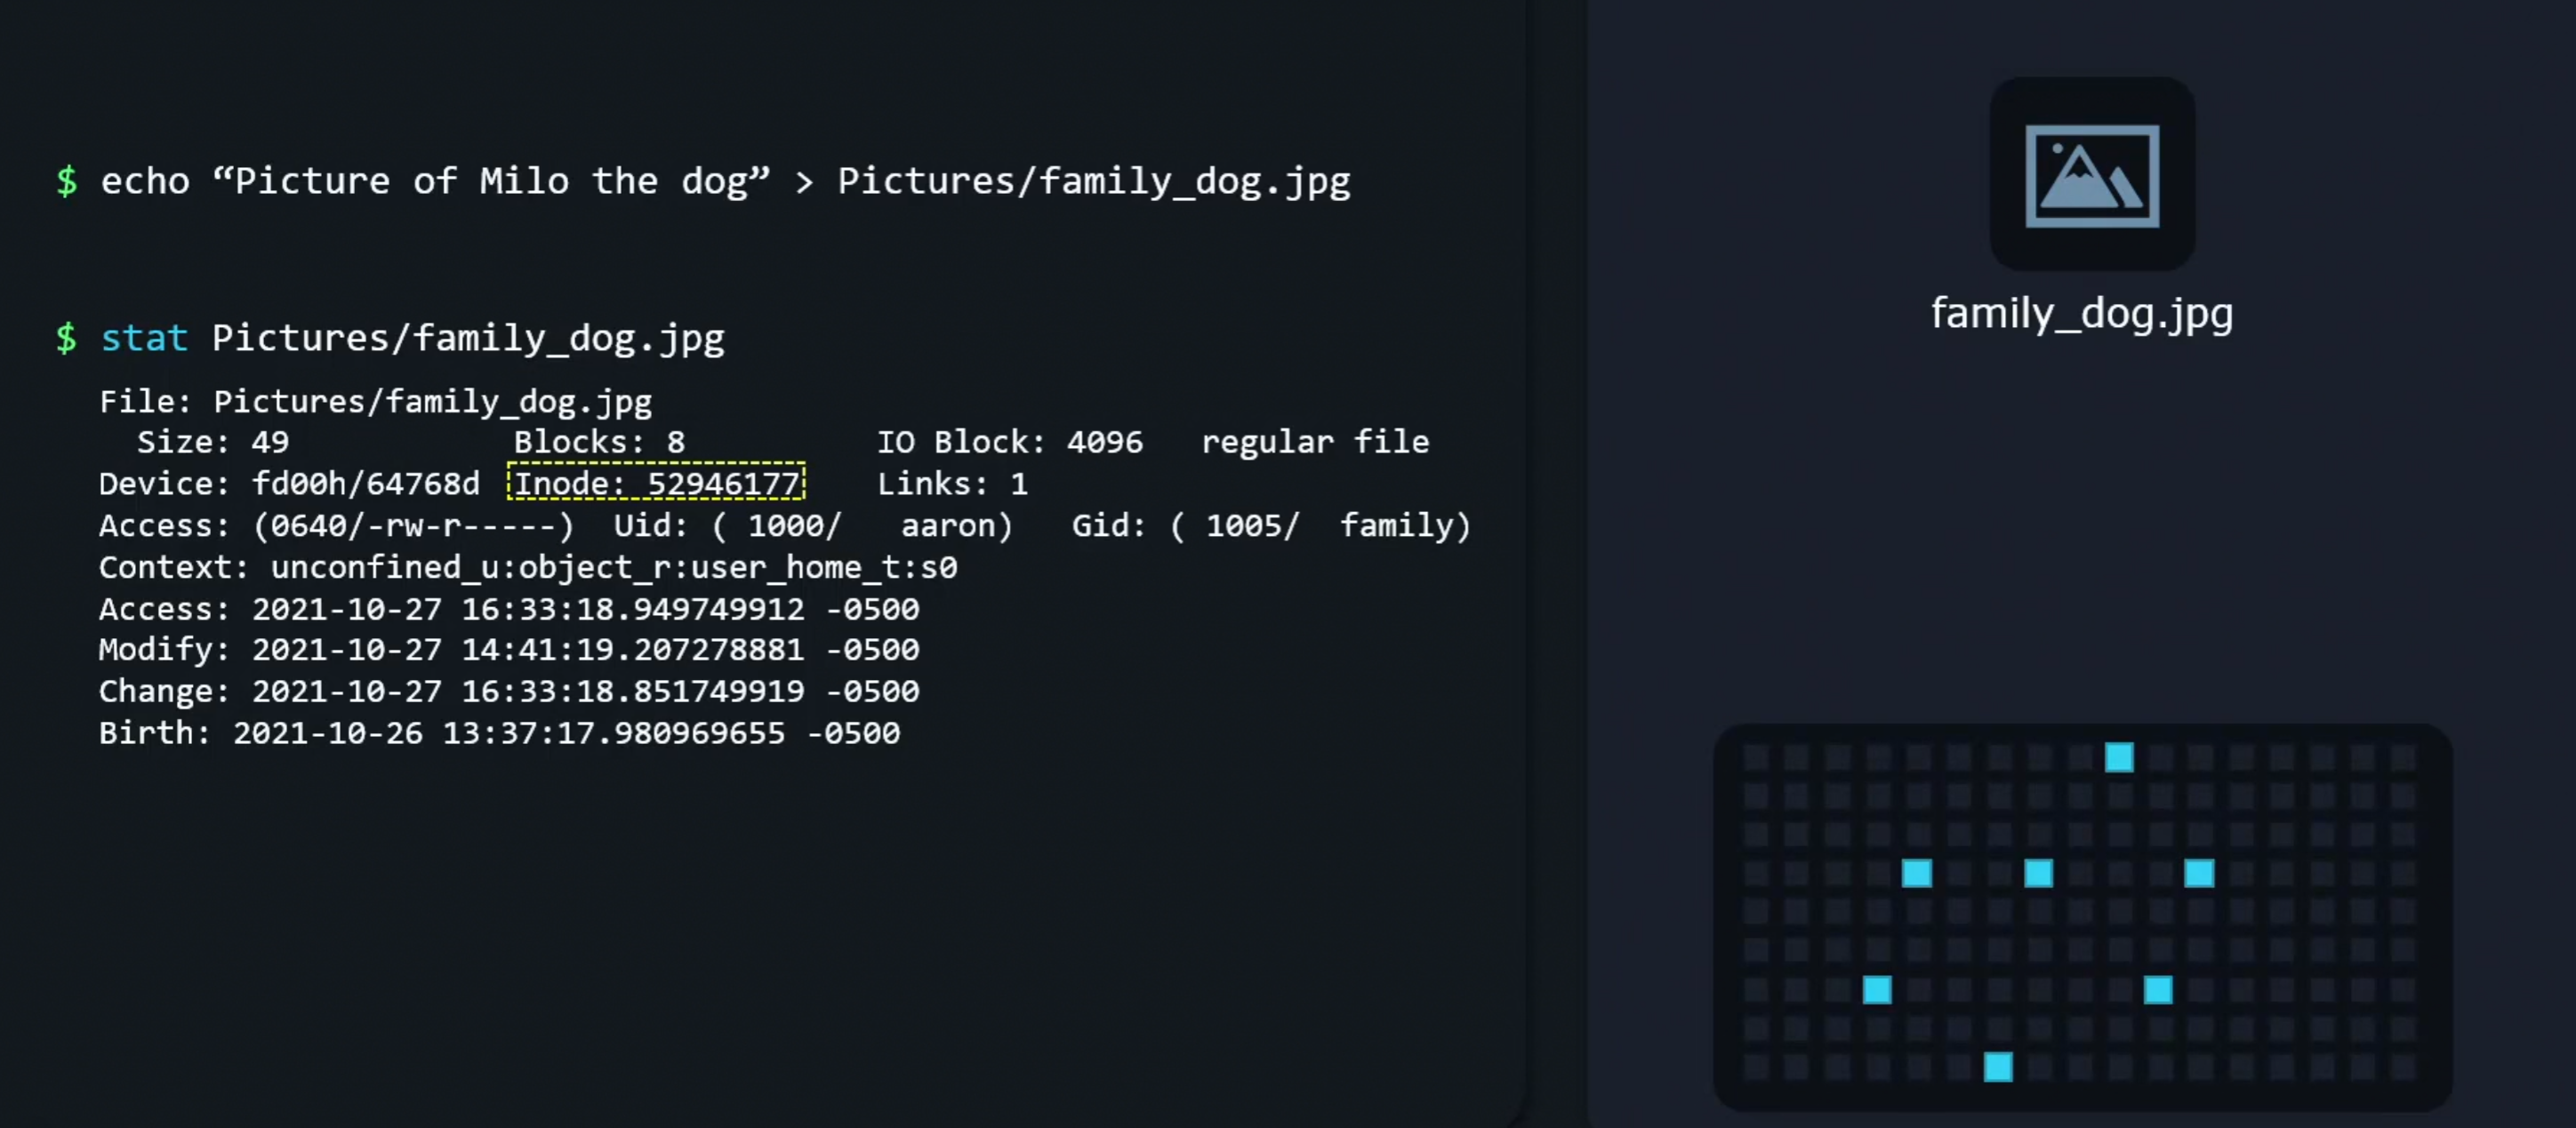 $ echo “Picture of Milo the dog” > Pictures/family_dog.jpg
$ stat Pictures/family_dog.jpg
File: Pictures/family_dog.jpg
Size: 49 Blocks: 8 IO Block: 4096 regular file
Device: fd00h/64768d Inode: 52946177 Links: 1
Access: (0640/-rw-r-----) Uid: ( 1000/ aaron) Gid: ( 1005/ family)
Context: unconfined_u:object_r:user_home_t:s0
Access: 2021-10-27 16:33:18.949749912 -0500
Modify: 2021-10-27 14:41:19.207278881 -0500
Change: 2021-10-27 16:33:18.851749919 -0500
Birth: 2021-10-26 13:37:17.980969655 -0500
family_dog.jpg